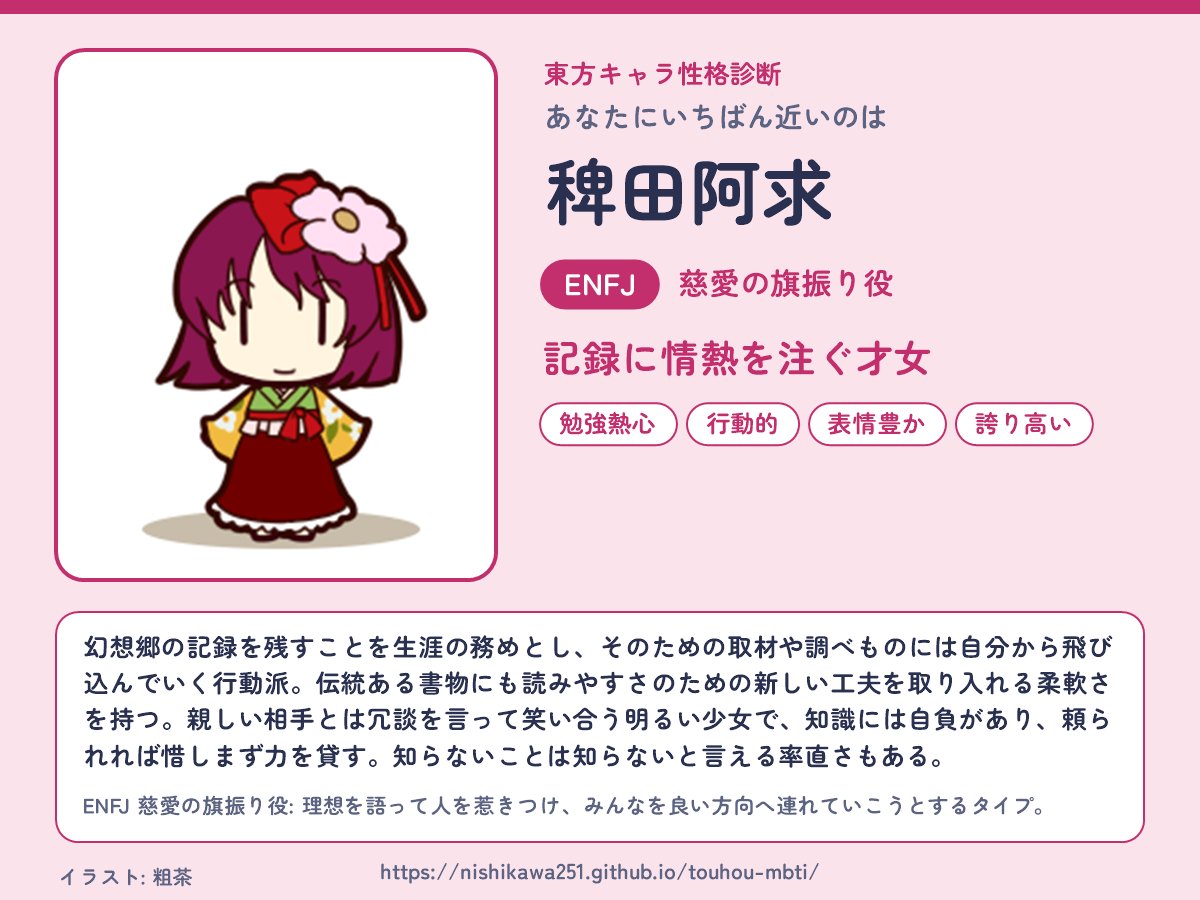 東方キャラ性格診断
あなたにいちばん近いのは
稗田阿求
ENFJ 慈愛の旗振り役
記録に情熱を注ぐ才女
勉強熱心 行動的 表情豊か 誇り高い
幻想郷の記録を残すことを生涯の務めとし、そのための取材や調べものには自分から飛び
込んでいく行動派。伝統ある書物にも読みやすさのための新しい工夫を取り入れる柔軟さ
を持つ。親しい相手とは冗談を言って笑い合う明るい少女で、知識には自負があり、頼ら
れれば惜しまず力を貸す。知らないことは知らないと言える率直さもある。
ENFJ 慈愛の旗振り役: 理想を語って人を惹きつけ、みんなを良い方向へ連れていこうとするタイプ。
イラスト: 粗茶
https://nishikawa251.github.io/touhou-mbti/